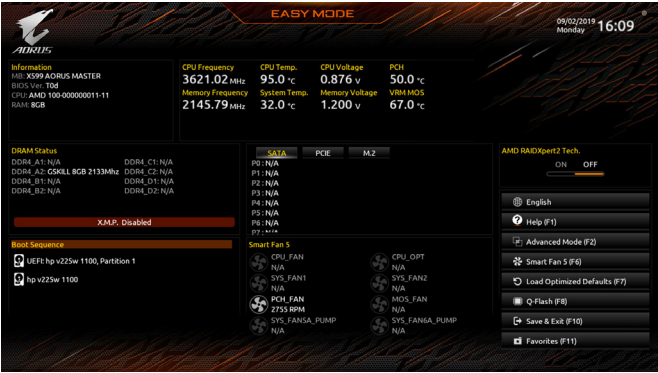 EASY MODE
09/02/2019 Monday 16:09
AORUS
Information
MB: X599 AORUS MASTER
BIOS Ver. T0d
CPU: AMD 100-000000011-11
RAM: 8GB
CPU Frequency CPU Temp. CPU Voltage PCH
3621.02 MHz 95.0 °C 0.876 V 50.0 °C
Memory Frequency System Temp. Memory Voltage VRM MOS
2145.79 MHz 32.0 °C 1.200 V 67.0 °C
DRAM Status
DDR4_A1: N/A DDR4_C1: N/A
DDR4_A2: GSKILL 8GB 2133Mhz DDR4_C2: N/A
DDR4_B1: N/A DDR4_D1: N/A
DDR4_B2: N/A DDR4_D2: N/A
X.M.P. Disabled
SATA PCIE M.2
P0 : N/A
P1 : N/A
P2 : N/A
P3 : N/A
P4 : N/A
P5 : N/A
P6 : N/A
P7 : N/A
AMD RAIDXpert2 Tech.
ON OFF
Boot Sequence
UEFI: hp v225w 1100, Partition 1
hp v225w 1100
Smart Fan 5
CPU_FAN CPU_OPT
N/A N/A
SYS_FAN1 SYS_FAN2
N/A N/A
PCH_FAN MOS_FAN
2755 RPM N/A
SYS_FAN5A_PUMP SYS_FAN6A_PUMP
N/A N/A
English
Help (F1)
Advanced Mode (F2)
Smart Fan 5 (F6)
Load Optimized Defaults (F7)
Q-Flash (F8)
Save & Exit (F10)
Favorites (F11)